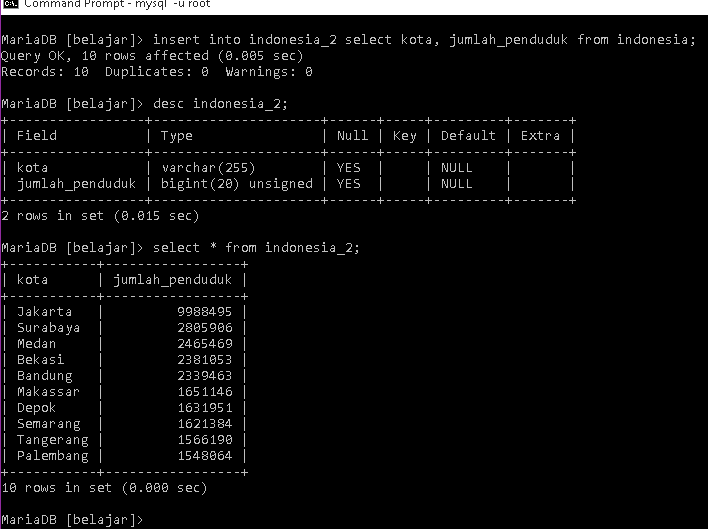 Command Prompt - mysql -u root
MariaDB [belajar]> insert into indonesia_2 select kota, jumlah_penduduk from indonesia;
Query OK, 10 rows affected (0.005 sec)
Records: 10  Duplicates: 0  Warnings: 0
MariaDB [belajar]> desc indonesia_2;
+-----------------+---------------------+------+-----+---------+-------+
| Field           | Type                | Null | Key | Default | Extra |
+-----------------+---------------------+------+-----+---------+-------+
| kota            | varchar(255)        | YES  |     | NULL    |       |
| jumlah_penduduk | bigint(20) unsigned | YES  |     | NULL    |       |
+-----------------+---------------------+------+-----+---------+-------+
2 rows in set (0.015 sec)
MariaDB [belajar]> select * from indonesia_2;
+-----------+-----------------+
| kota      | jumlah_penduduk |
+-----------+-----------------+
| Jakarta   |         9988495 |
| Surabaya  |         2805906 |
| Medan     |         2465469 |
| Bekasi    |         2381053 |
| Bandung   |         2339463 |
| Makassar  |         1651146 |
| Depok     |         1631951 |
| Semarang  |         1621384 |
| Tangerang |         1566190 |
| Palembang |         1548064 |
+-----------+-----------------+
10 rows in set (0.000 sec)
MariaDB [belajar]>